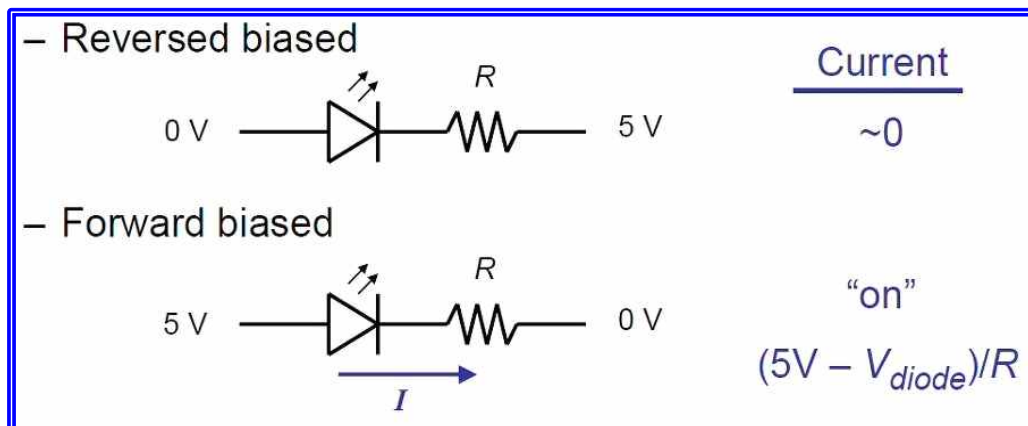 – Reversed biased
Current
R
0 V
5 V
~0
– Forward biased
R
5 V
0 V
“on”
I
(5V – Vdiode)/R